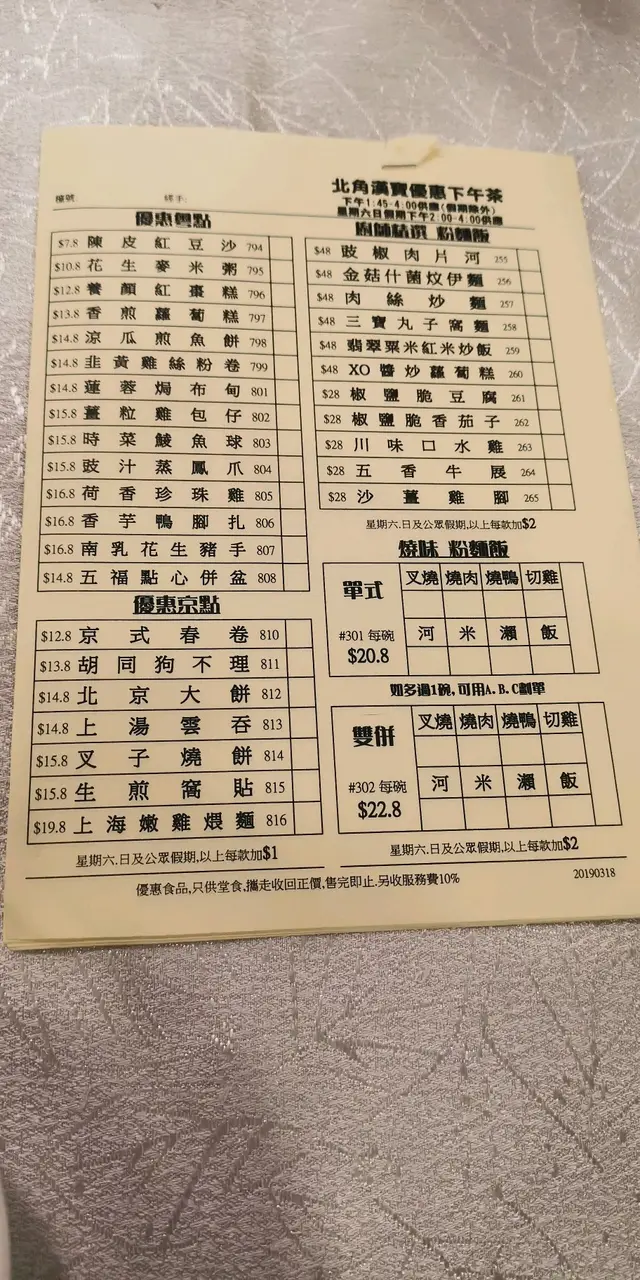 北角漢寶優惠下午茶
下午1:45-4:00供應(假期除外)
星期六日假期下午2:00-4:00供應
檯號 經手:
優惠粵點
$7.8 陳皮紅豆沙 794
$10.8 花生麥米粥 795
$12.8 養顏紅棗糕 796
$13.8 香煎蘿蔔糕 797
$14.8 涼瓜煎魚餅 798
$14.8 韭黃雞絲粉卷 799
$14.8 蓮蓉焗布甸 801
$15.8 薑粒雞包仔 802
$15.8 時菜鯪魚球 803
$15.8 豉汁蒸鳳爪 804
$16.8 荷香珍珠雞 805
$16.8 香芋鴨腳扎 806
$16.8 南乳花生豬手 807
$14.8 五福點心併盆 808
優惠京點
$12.8 京式春卷 810
$13.8 胡同狗不理 811
$14.8 北京大餅 812
$14.8 上湯雲吞 813
$15.8 叉子燒餅 814
$15.8 生煎窩貼 815
$19.8 上海嫩雞煨麵 816
星期六.日及公眾假期,以上每款加$1
廚師精選 粉麵飯
$48 豉椒肉片河 255
$48 金菇什菌炆伊麵 256
$48 肉絲炒麵 257
$48 三寶丸子窩麵 258
$48 翡翠粟米紅米炒飯 259
$48 XO醬炒蘿蔔糕 260
$28 椒鹽脆豆腐 261
$28 椒鹽脆香茄子 262
$28 川味口水雞 263
$28 五香牛展 264
$28 沙薑雞腳 265
星期六.日及公眾假期,以上每款加$2
燒味 粉麵飯
單式 叉燒 燒肉 燒鴨 切雞
#301 每碗 河 米 瀨 飯
$20.8
如多過1碗,可用A.B.C劃單
雙併 叉燒 燒肉 燒鴨 切雞
#302 每碗 河 米 瀨 飯
$22.8
星期六.日及公眾假期,以上每款加$2
優惠食品,只供堂食,攜走收回正價,售完即止.另收服務費10%
20190318